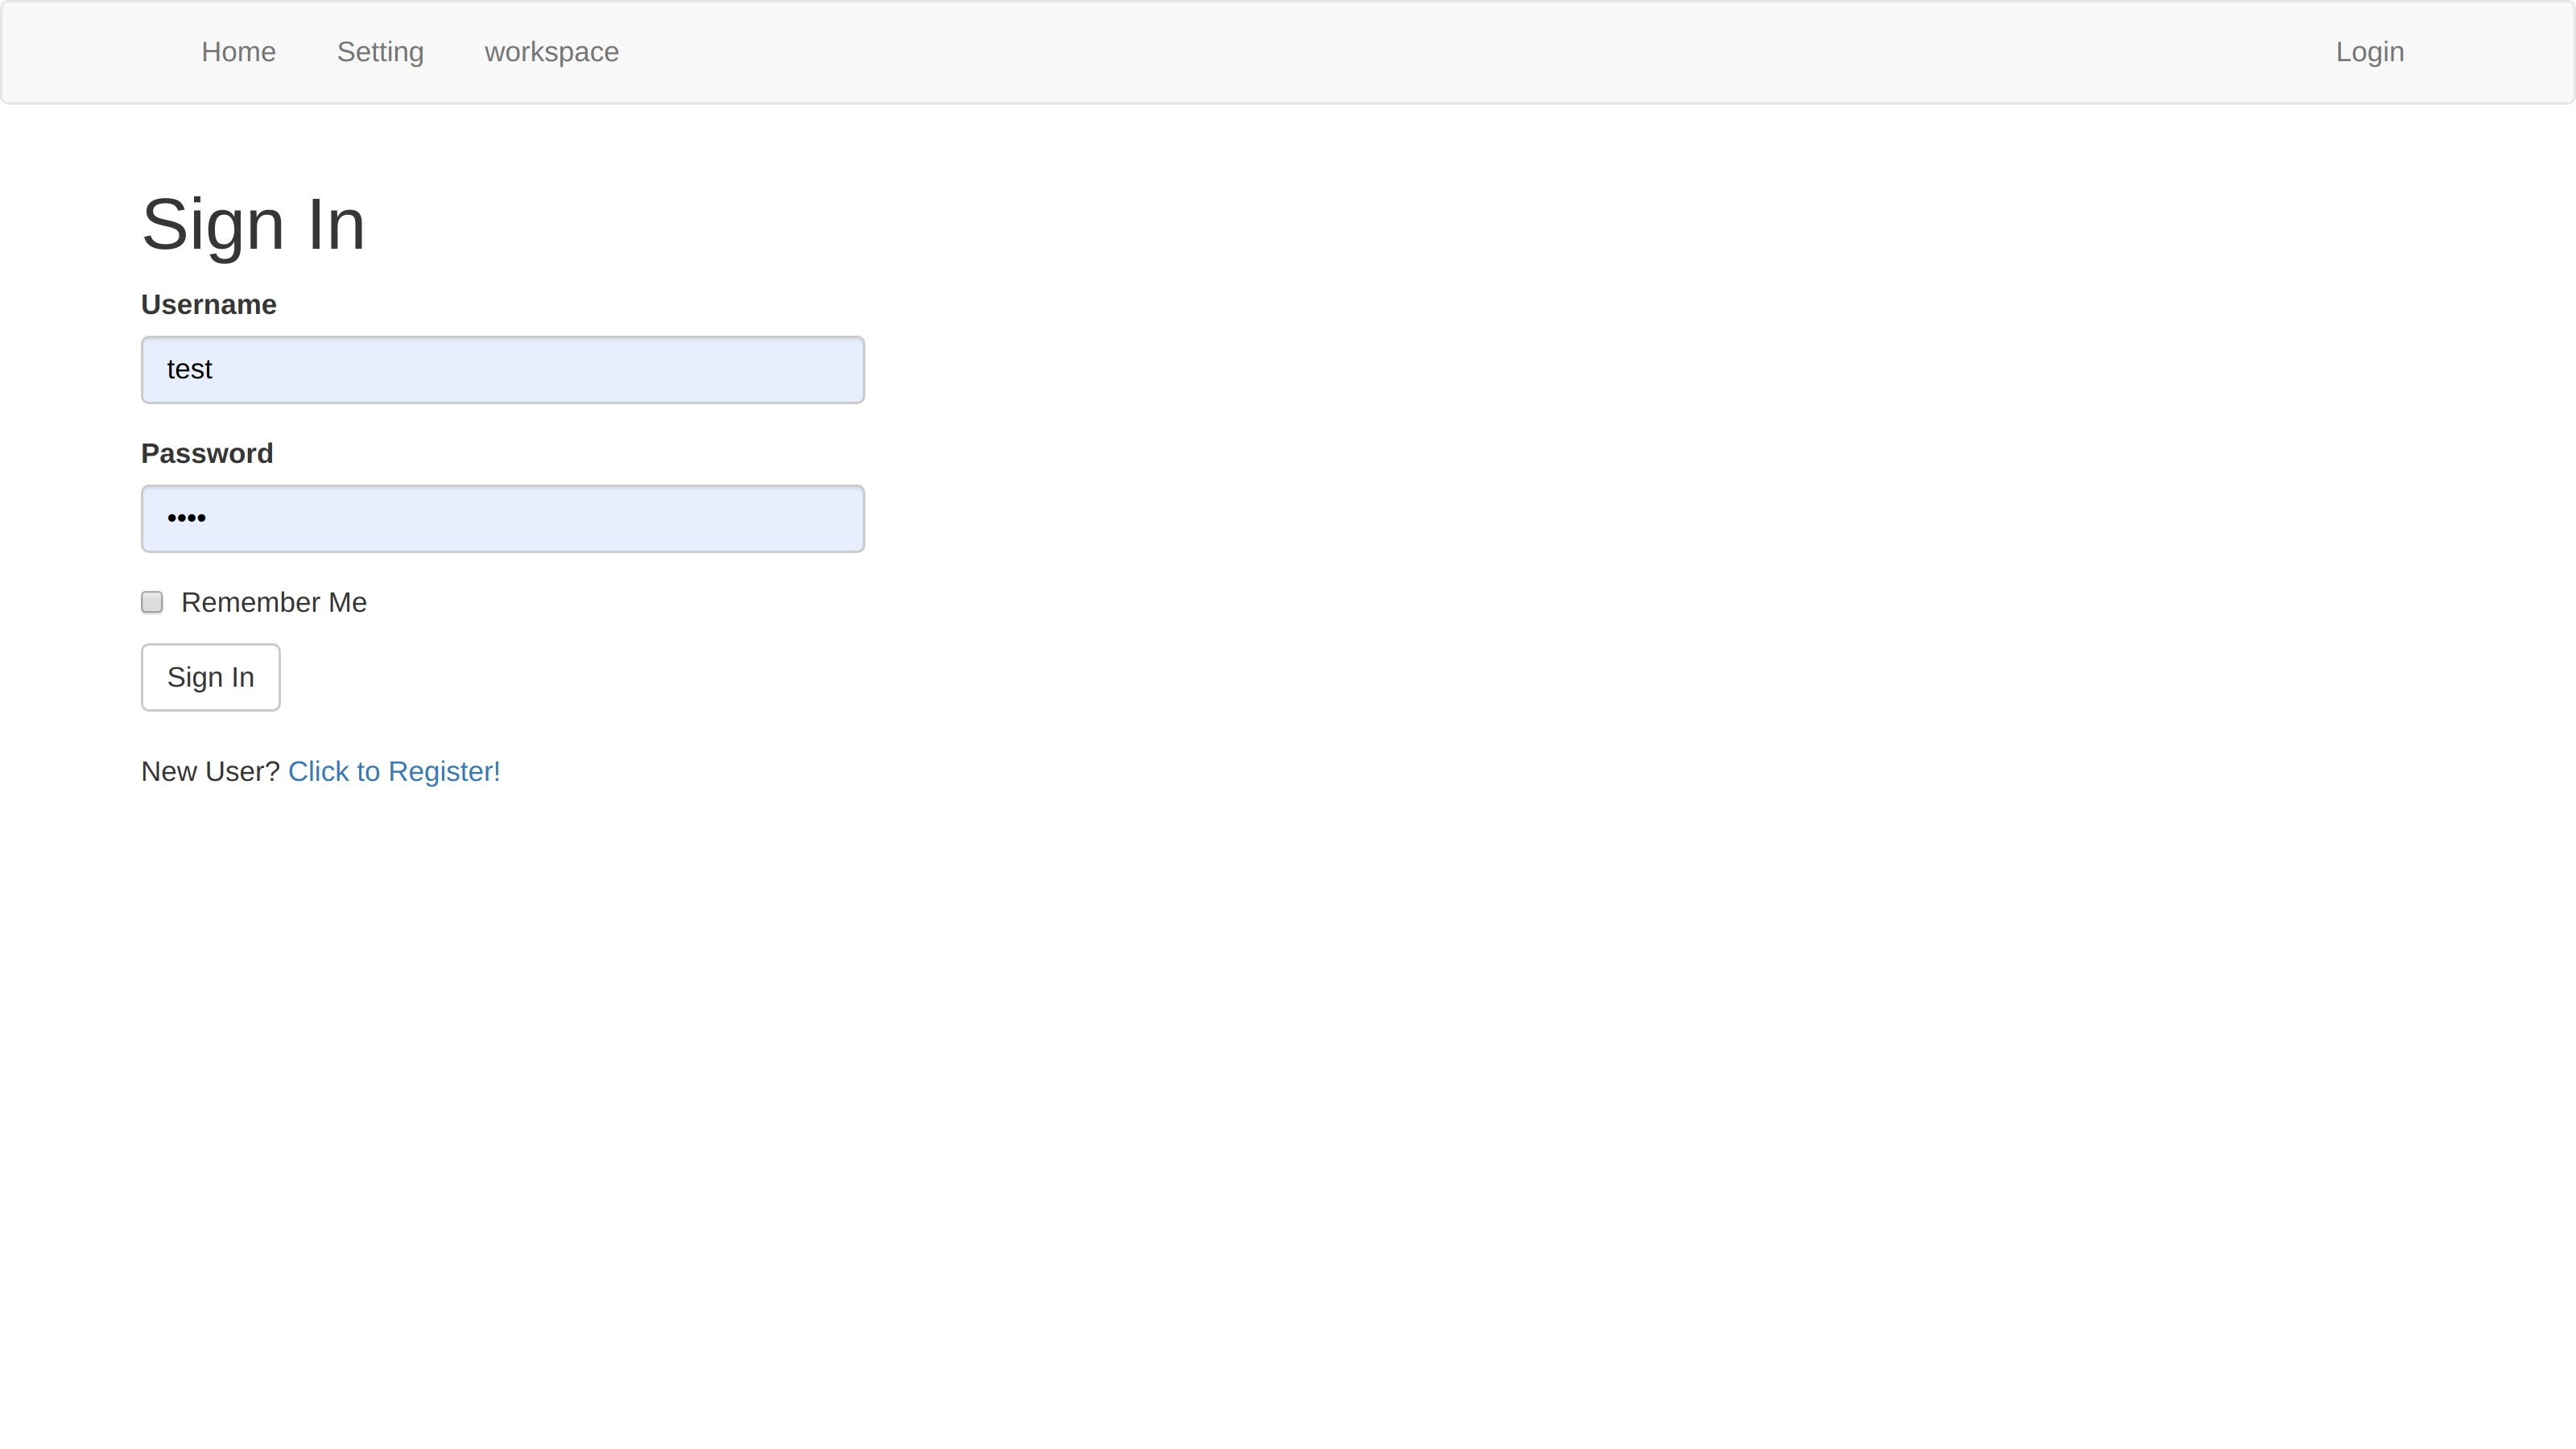 Home Setting workspace Login
Sign In
Username
test
Password
••••
Remember Me
Sign In
New User? Click to Register!